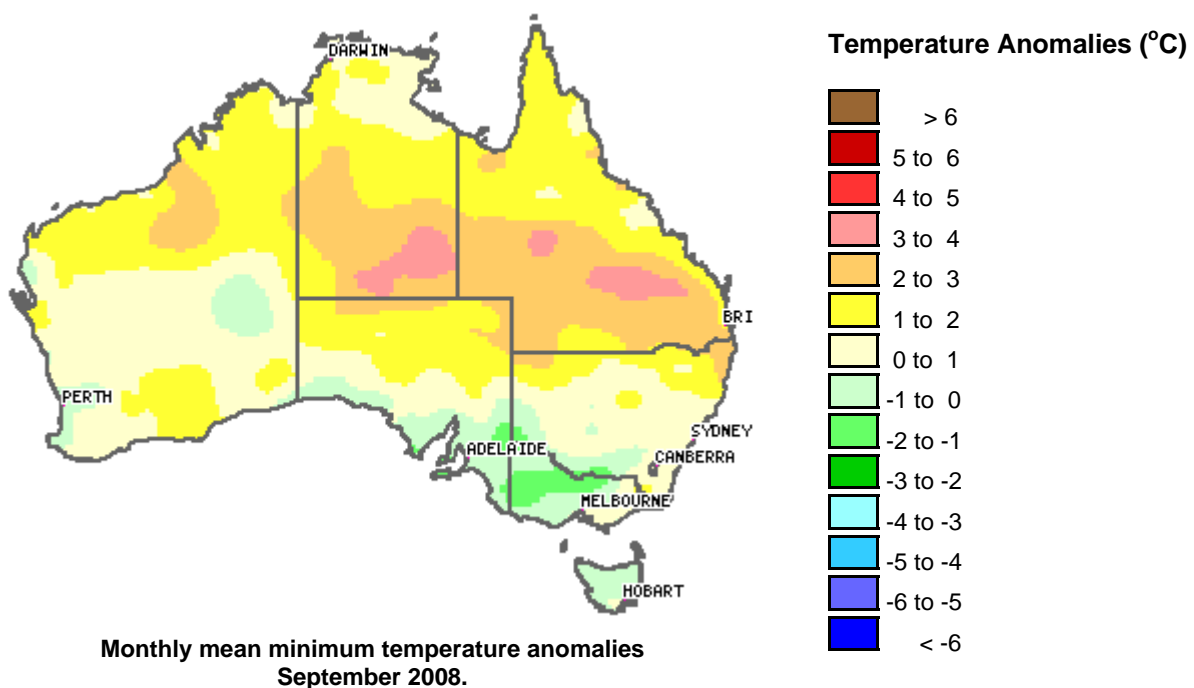 DARWIN
BRI
PERTH
SYDNEY
ADELAIDE
CANBERRA
MELBOURNE
HOBART
Monthly mean minimum temperature anomalies
September 2008.
Temperature Anomalies (°C)
> 6
5 to 6
4 to 5
3 to 4
2 to 3
1 to 2
0 to 1
-1 to 0
-2 to -1
-3 to -2
-4 to -3
-5 to -4
-6 to -5
< -6